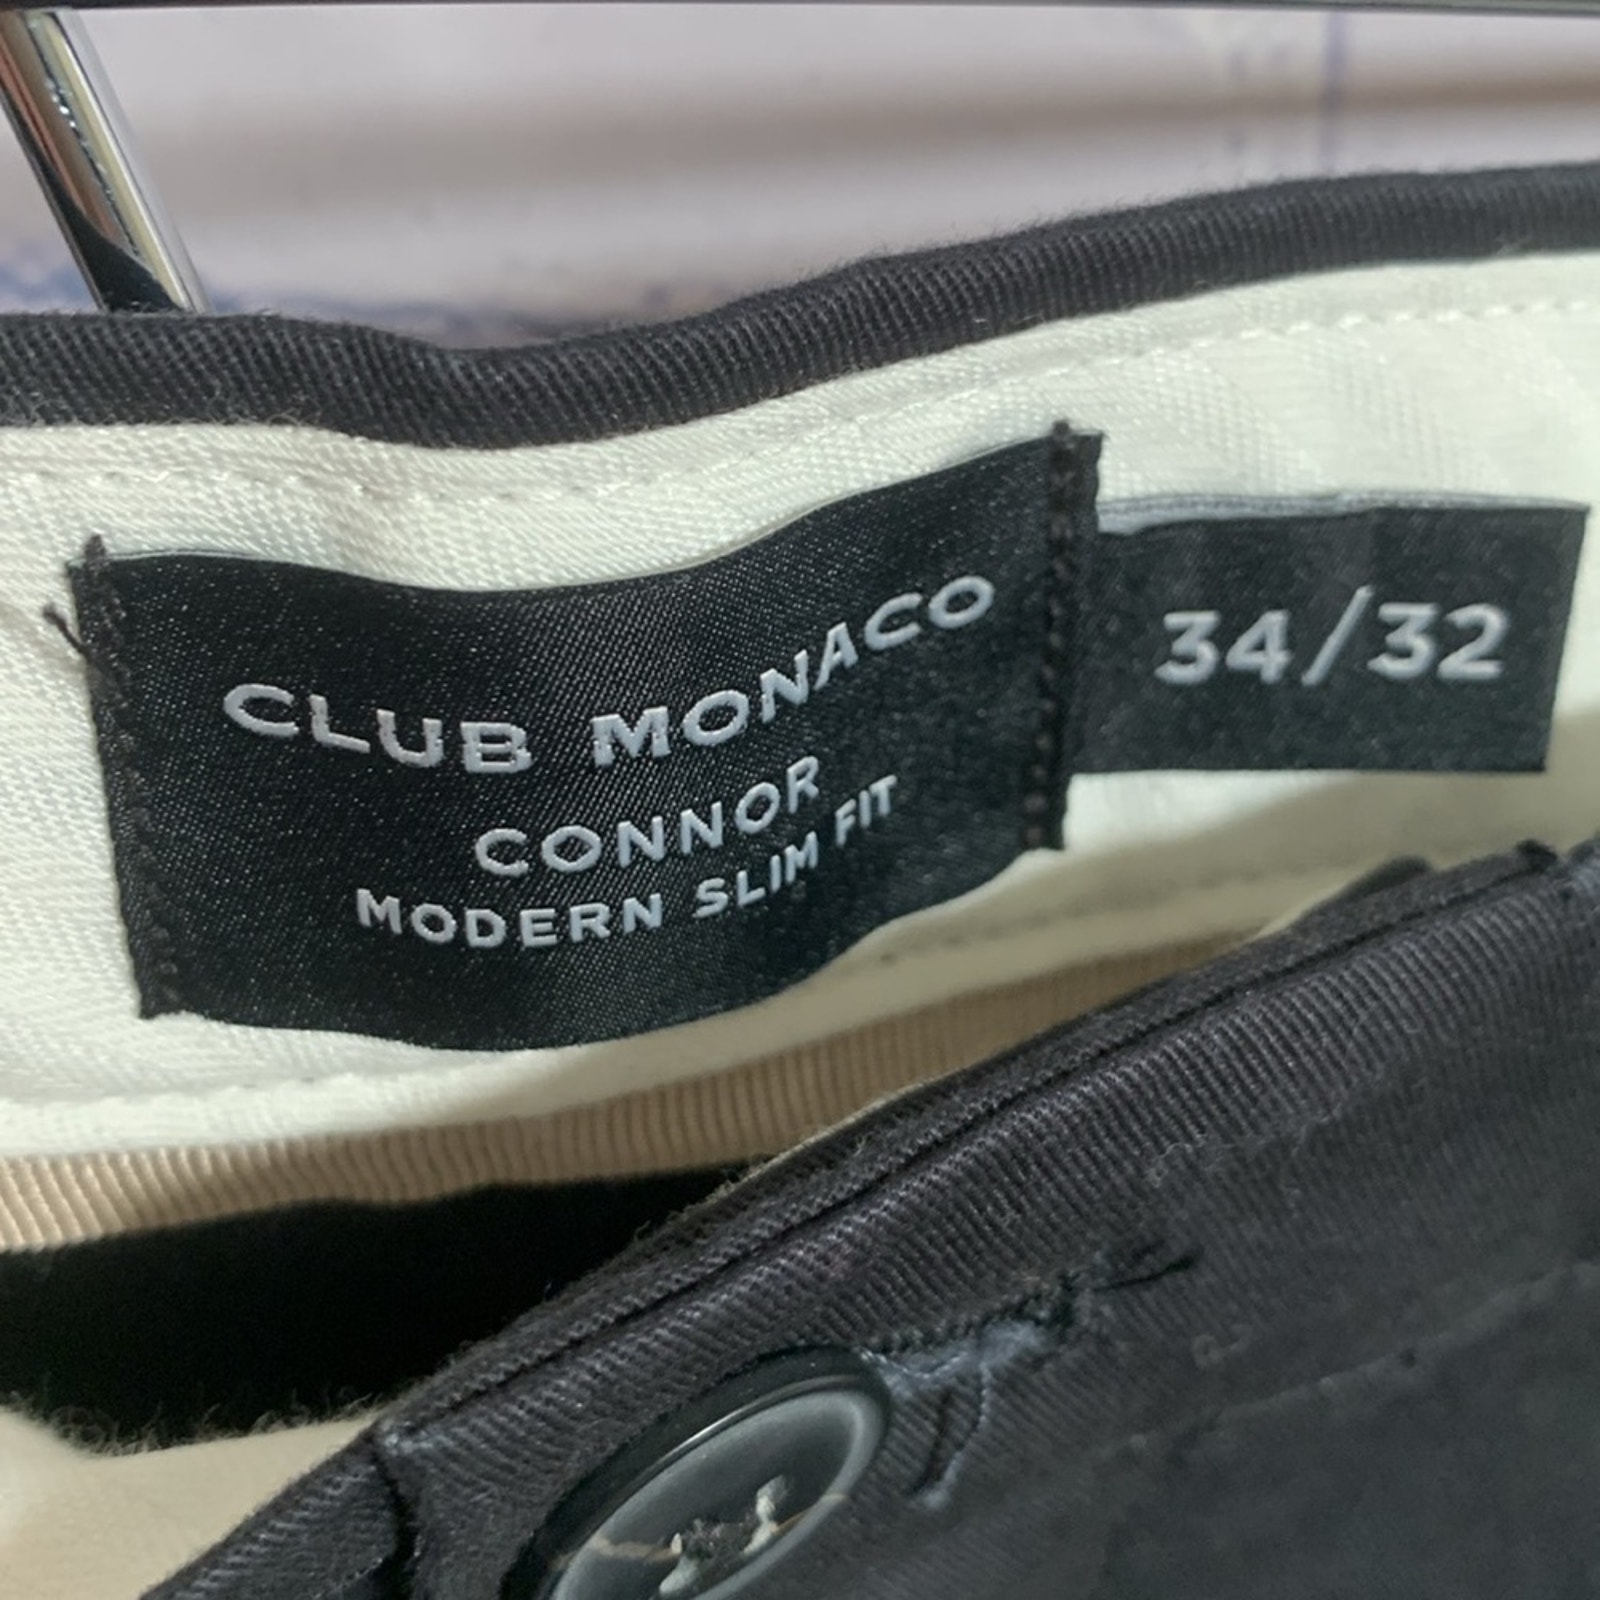 CLUB MONACO
CONNOR
MODERN SLIM FIT
34/32